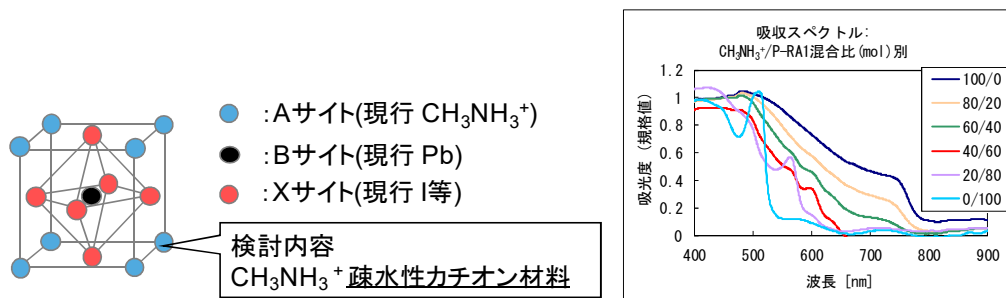 :Aサイト(現行 CH₃NH₃⁺)
:Bサイト(現行 Pb)
:Xサイト(現行 I等)
検討内容
CH₃NH₃⁺疎水性カチオン材料
吸収スペクトル:
CH₃NH₃⁺/P-RA1混合比(mol)別
吸光度 (規格値)
1.2
1
0.8
0.6
0.4
0.2
0
400 500 600 700 800 900
波長 [nm]
100/0
80/20
60/40
40/60
20/80
0/100